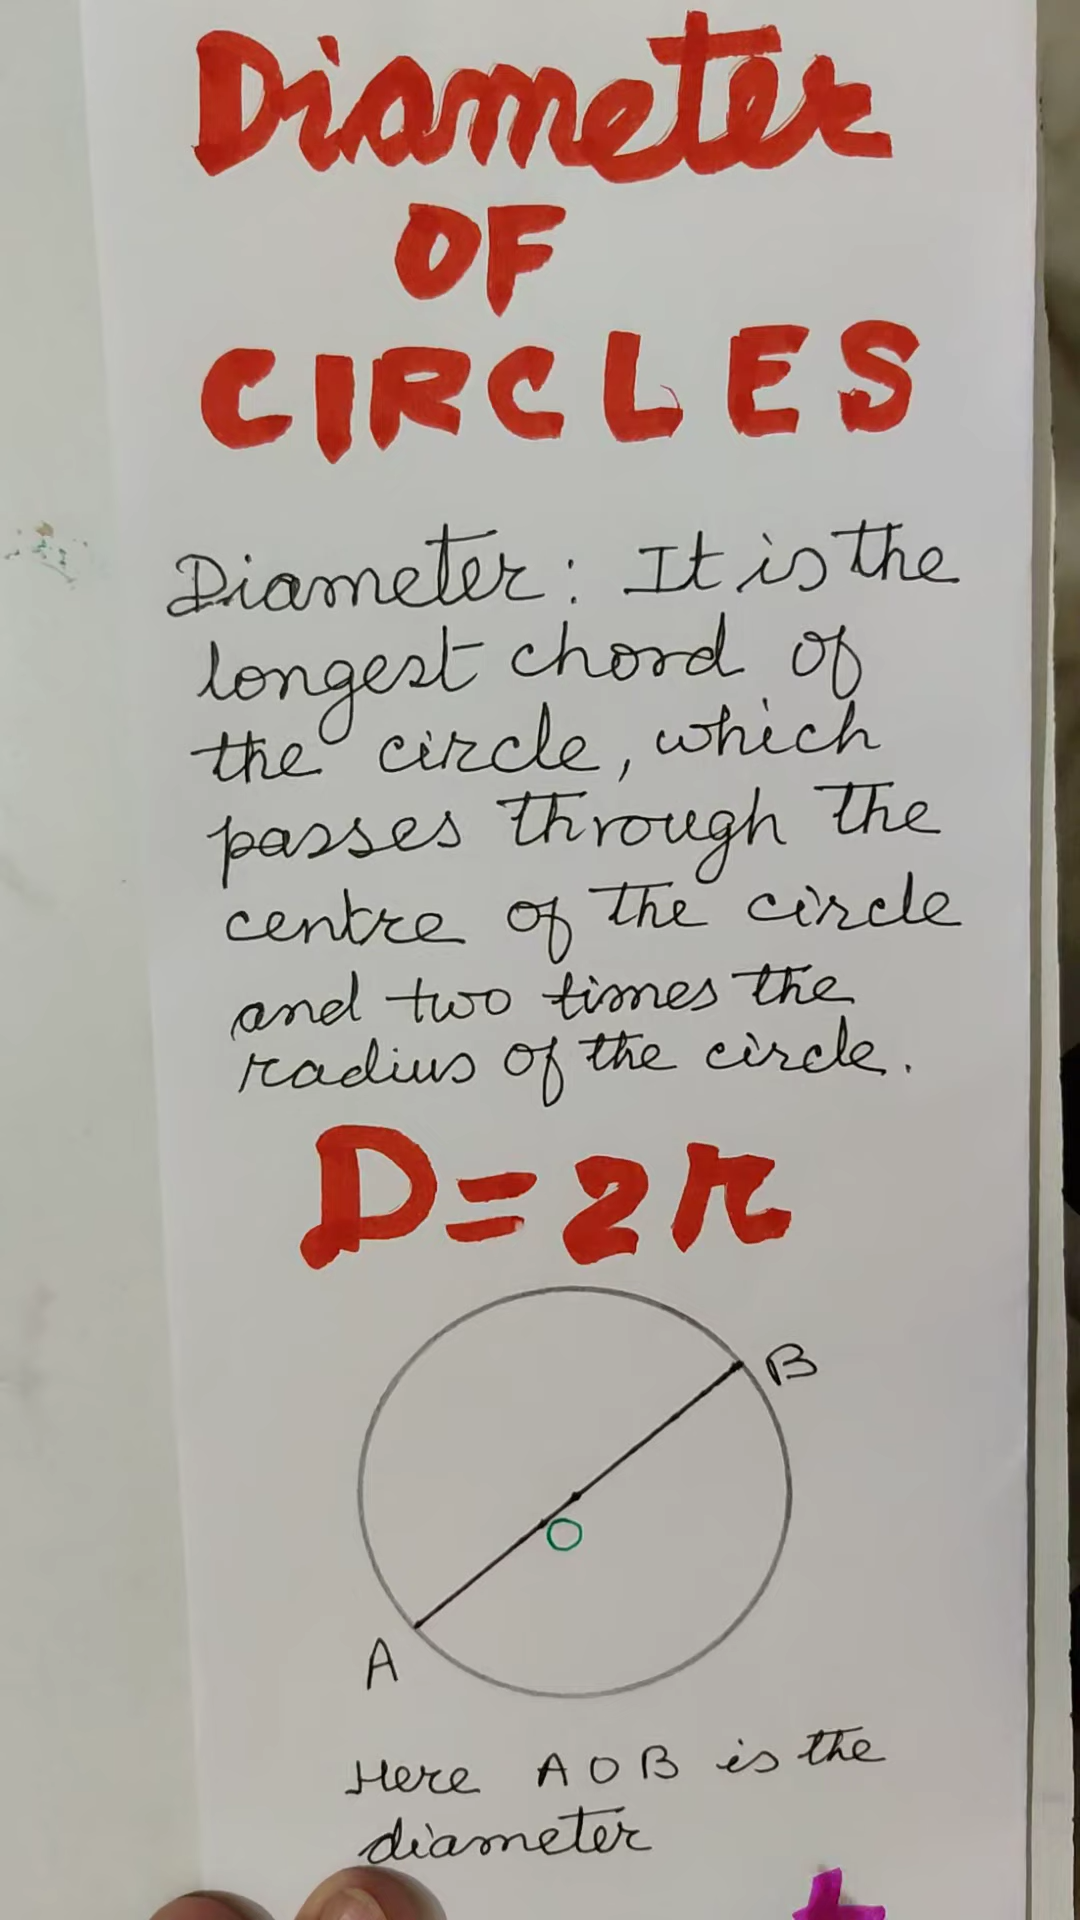 Diameter
OF
CIRCLES
Diameter: It is the
longest chord of
the circle, which
passes through the
centre of the circle
and two times the
radius of the circle.
D=2r
B
O
A
Here AOB is the
diameter